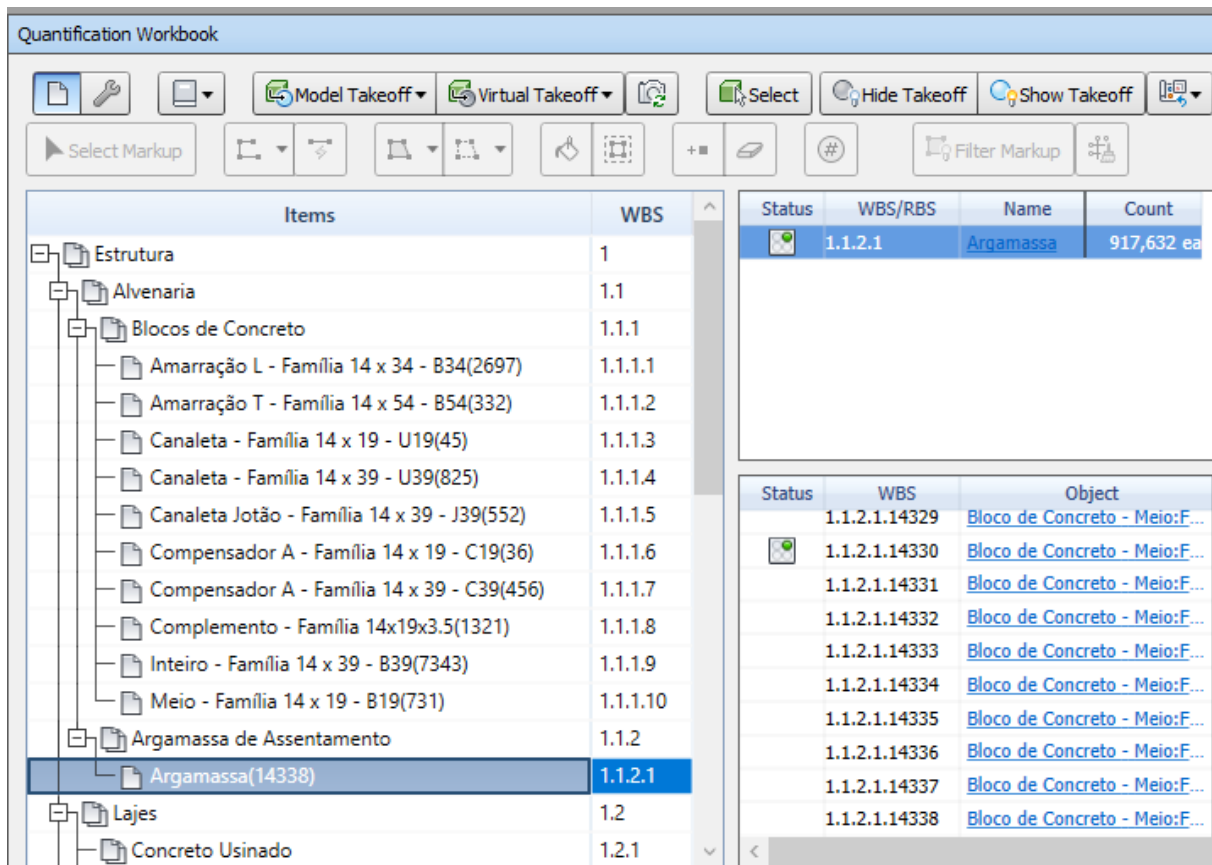 Quantification Workbook
Model Takeoff Virtual Takeoff Select Hide Takeoff Show Takeoff
Select Markup # Filter Markup
Items WBS
Estrutura 1
Alvenaria 1.1
Blocos de Concreto 1.1.1
Amarração L - Família 14 x 34 - B34(2697) 1.1.1.1
Amarração T - Família 14 x 54 - B54(332) 1.1.1.2
Canaleta - Família 14 x 19 - U19(45) 1.1.1.3
Canaleta - Família 14 x 39 - U39(825) 1.1.1.4
Canaleta Jotão - Família 14 x 39 - J39(552) 1.1.1.5
Compensador A - Família 14 x 19 - C19(36) 1.1.1.6
Compensador A - Família 14 x 39 - C39(456) 1.1.1.7
Complemento - Família 14x19x3.5(1321) 1.1.1.8
Inteiro - Família 14 x 39 - B39(7343) 1.1.1.9
Meio - Família 14 x 19 - B19(731) 1.1.1.10
Argamassa de Assentamento 1.1.2
Argamassa(14338) 1.1.2.1
Lajes 1.2
Concreto Usinado 1.2.1
Status WBS/RBS Name Count
1.1.2.1 Argamassa 917,632 ea
Status WBS Object
1.1.2.1.14329 Bloco de Concreto - Meio:F...
1.1.2.1.14330 Bloco de Concreto - Meio:F...
1.1.2.1.14331 Bloco de Concreto - Meio:F...
1.1.2.1.14332 Bloco de Concreto - Meio:F...
1.1.2.1.14333 Bloco de Concreto - Meio:F...
1.1.2.1.14334 Bloco de Concreto - Meio:F...
1.1.2.1.14335 Bloco de Concreto - Meio:F...
1.1.2.1.14336 Bloco de Concreto - Meio:F...
1.1.2.1.14337 Bloco de Concreto - Meio:F...
1.1.2.1.14338 Bloco de Concreto - Meio:F...